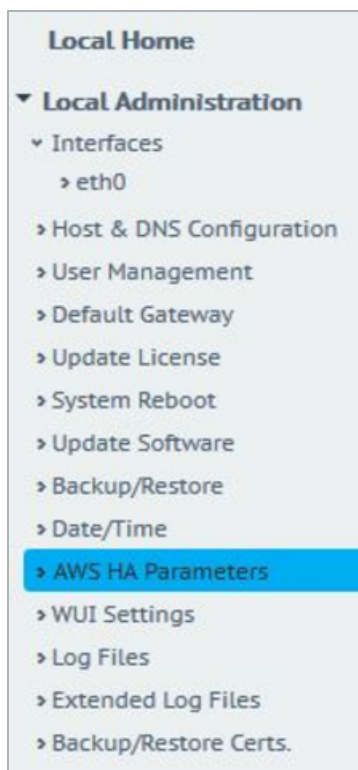 Local Home
Local Administration
Interfaces
eth0
Host & DNS Configuration
User Management
Default Gateway
Update License
System Reboot
Update Software
Backup/Restore
Date/Time
AWS HA Parameters
WUI Settings
Log Files
Extended Log Files
Backup/Restore Certs.